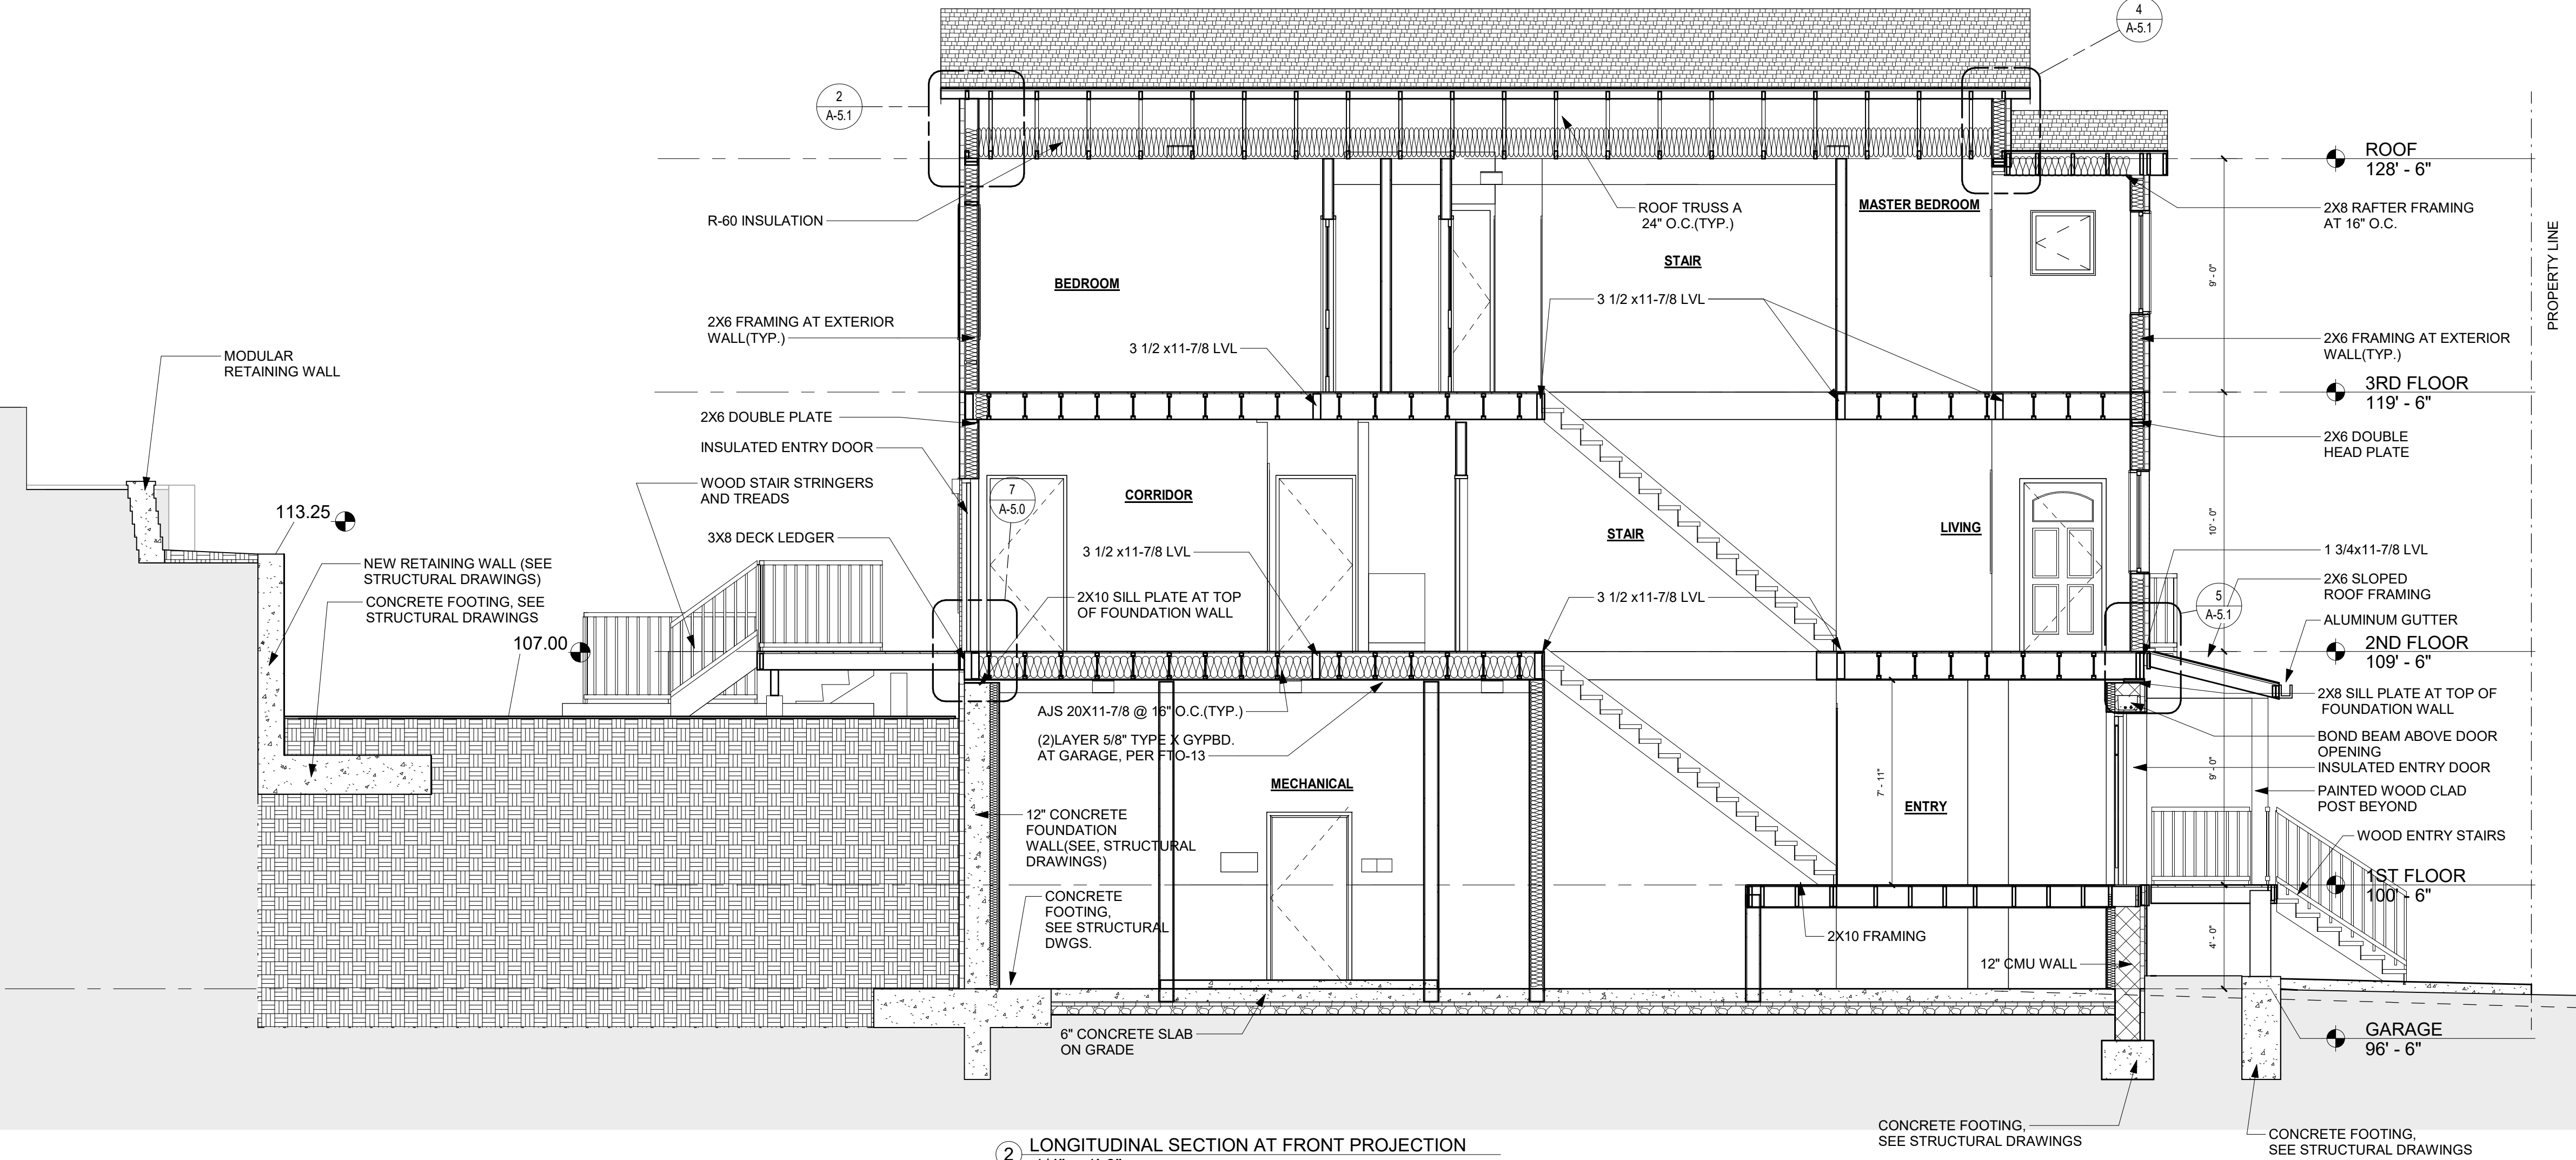 4
A-5.1
2
A-5.1
ROOF
128' - 6"
R-60 INSULATION
ROOF TRUSS A
24" O.C.(TYP.)
MASTER BEDROOM
2X8 RAFTER FRAMING
AT 16" O.C.
PROPERTY LINE
STAIR
BEDROOM
9' - 0"
3 1/2 x11-7/8 LVL
2X6 FRAMING AT EXTERIOR
WALL(TYP.)
3 1/2 x11-7/8 LVL
2X6 FRAMING AT EXTERIOR
WALL(TYP.)
MODULAR
RETAINING WALL
3RD FLOOR
119' - 6"
2X6 DOUBLE PLATE
INSULATED ENTRY DOOR
2X6 DOUBLE
HEAD PLATE
WOOD STAIR STRINGERS
AND TREADS
7
A-5.0
CORRIDOR
113.25
3X8 DECK LEDGER
STAIR
LIVING
10' - 0"
3 1/2 x11-7/8 LVL
1 3/4x11-7/8 LVL
NEW RETAINING WALL (SEE
STRUCTURAL DRAWINGS)
2X6 SLOPED
ROOF FRAMING
CONCRETE FOOTING, SEE
STRUCTURAL DRAWINGS
2X10 SILL PLATE AT TOP
OF FOUNDATION WALL
3 1/2 x11-7/8 LVL
5
A-5.1
ALUMINUM GUTTER
107.00
2ND FLOOR
109' - 6"
2X8 SILL PLATE AT TOP OF
FOUNDATION WALL
AJS 20X11-7/8 @ 16" O.C.(TYP.)
(2)LAYER 5/8" TYPE X GYPBD.
AT GARAGE, PER FTO-13
BOND BEAM ABOVE DOOR
OPENING
INSULATED ENTRY DOOR
9' - 0"
7' - 11"
MECHANICAL
PAINTED WOOD CLAD
POST BEYOND
ENTRY
12" CONCRETE
FOUNDATION
WALL(SEE, STRUCTURAL
DRAWINGS)
WOOD ENTRY STAIRS
1ST FLOOR
100' - 6"
CONCRETE
FOOTING,
SEE STRUCTURAL
DWGS.
2X10 FRAMING
4' - 0"
12" CMU WALL
6" CONCRETE SLAB
ON GRADE
GARAGE
96' - 6"
CONCRETE FOOTING,
SEE STRUCTURAL DRAWINGS
CONCRETE FOOTING,
SEE STRUCTURAL DRAWINGS
2
LONGITUDINAL SECTION AT FRONT PROJECTION